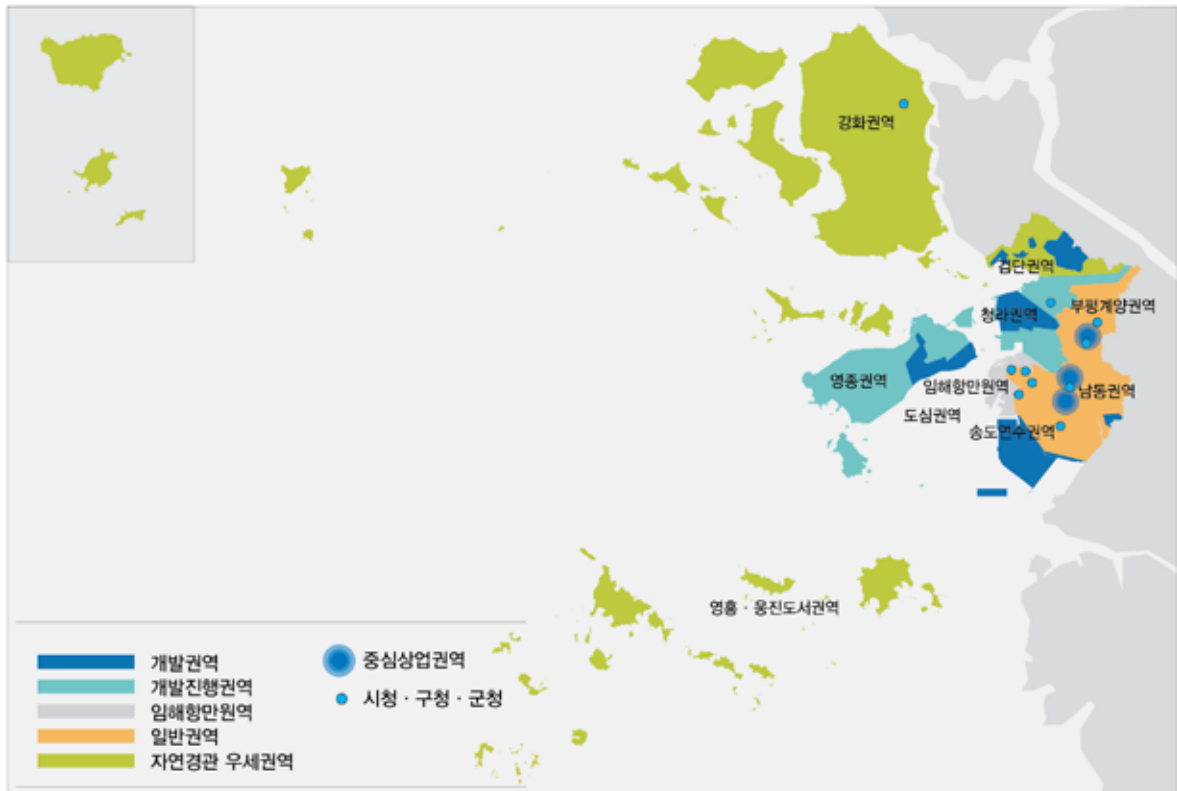 강화권역
검단권역
부평계양권역
청라권역
영종권역
임해항만원역
남동권역
도심권역
송도연수권역
영흥 · 웅진도서권역
개발권역
개발진행권역
임해항만원역
일반권역
자연경관 우세권역
중심상업권역
시청 · 구청 · 군청